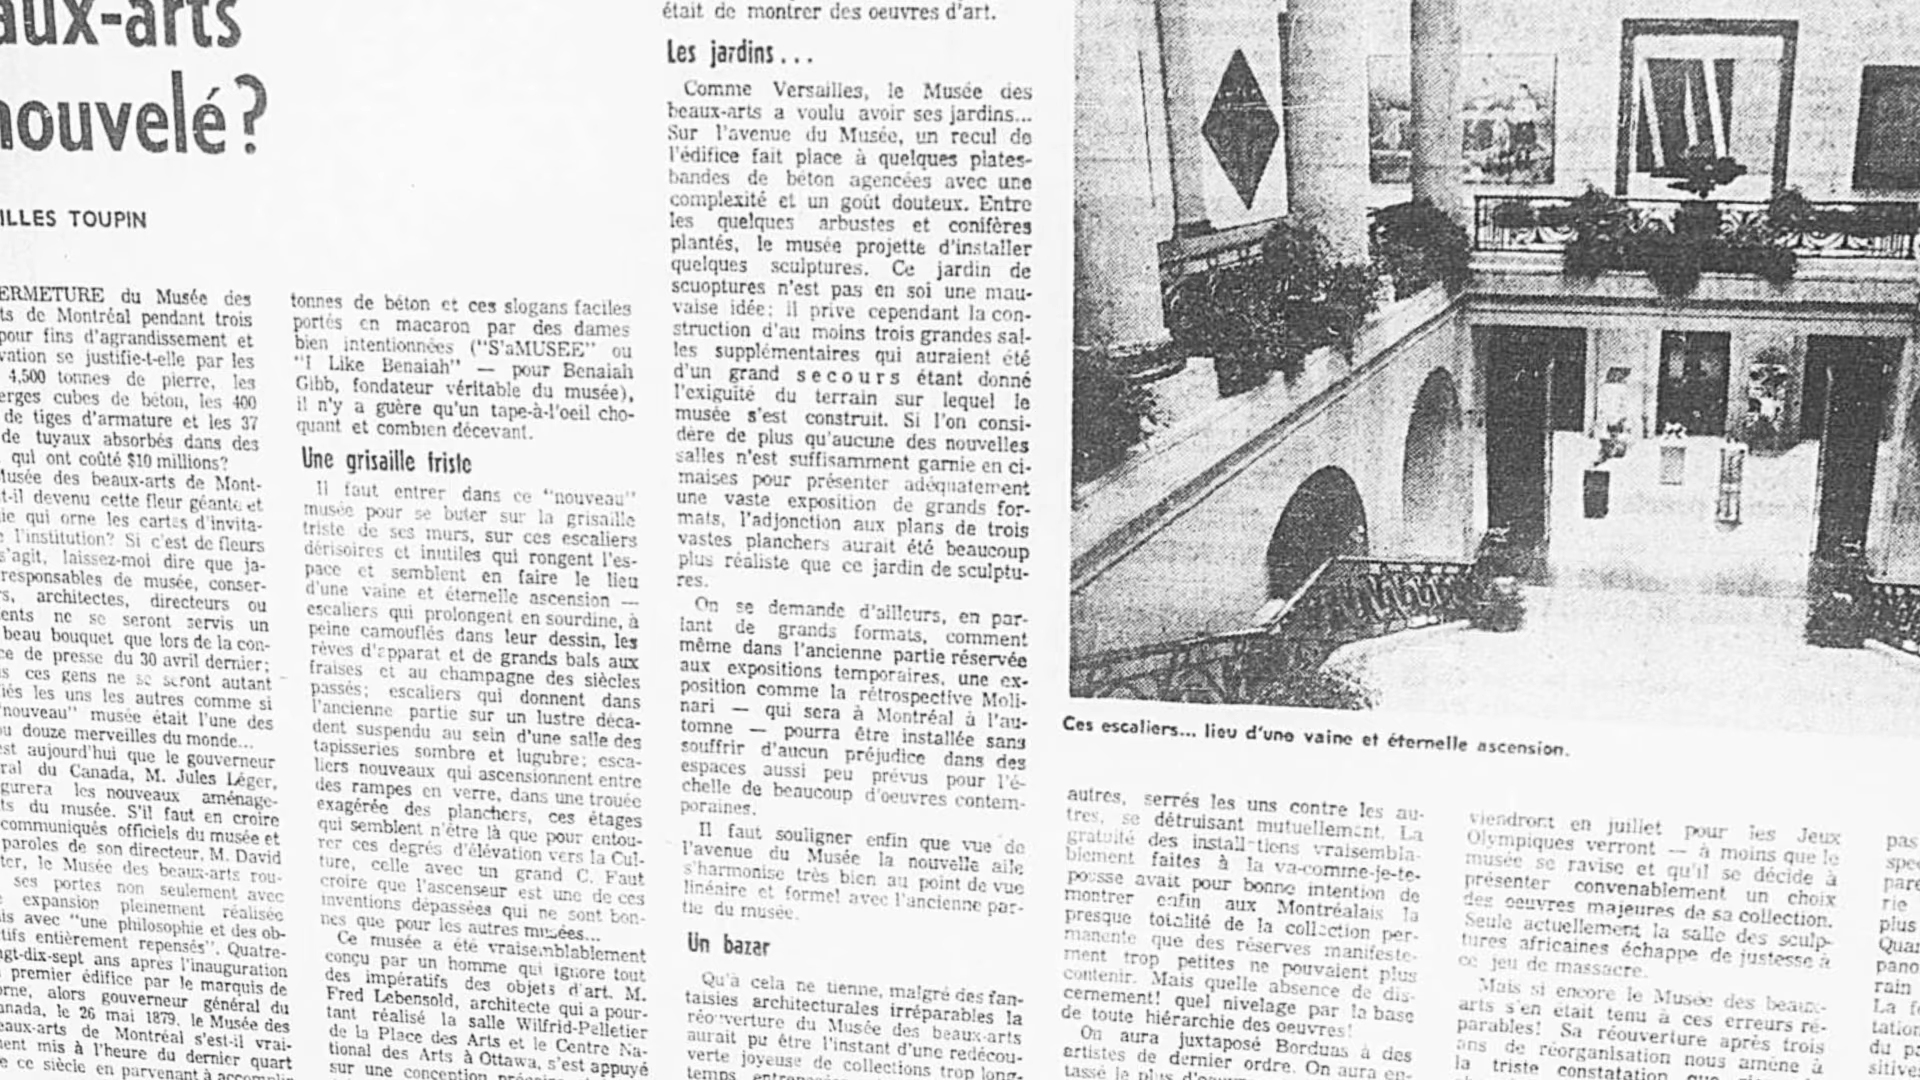 aux-arts
nouvelé?
ILLES TOUPIN
ERMETURE du Musée des
ts de Montréal pendant trois
pour fins d'agrandissement et
vation se justifie-t-elle par les
4,500 tonnes de pierre, les
erges cubes de béton, les 400
de tiges d'armature et les 37
de tuyaux absorbés dans des
qui ont coûté $10 millions?
Musée des beaux-arts de Mont-
t-il devenu cette fleur géante et
ie qui orne les cartes d'invita-
l'institution? Si c'est de fleurs
s'agit, laissez-moi dire que ja-
responsables de musée, conser-
rs, architectes, directeurs ou
ents ne se seront servis un
beau bouquet que lors de la con-
ce de presse du 30 avril dernier;
s ces gens ne se seront autant
iés les uns les autres comme si
"nouveau" musée était l'une des
ou douze merveilles du monde...
est aujourd'hui que le gouverneur
ral du Canada, M. Jules Léger,
gurera les nouveaux aménage-
ts du musée. S'il faut en croire
communiqués officiels du musée et
paroles de son directeur, M. David
ter, le Musée des beaux-arts rou-
ses portes non seulement avec
expansion pleinement réalisée
is avec "une philosophie et des ob-
tifs entièrement repensés". Quatre-
ngt-dix-sept ans après l'inauguration
premier édifice par le marquis de
orne, alors gouverneur général du
anada, le 26 mai 1879, le Musée des
eaux-arts de Montréal s'est-il vrai-
ment mis à l'heure du dernier quart
e ce siècle en parvenant à accomplir
tonnes de béton et ces slogans faciles
portés en macaron par des dames
bien intentionnées ("S'aMUSEE" ou
"I Like Benaiah" — pour Benaiah
Gibb, fondateur véritable du musée),
il n'y a guère qu'un tape-à-l'oeil cho-
quant et combien décevant.
Une grisaille triste
Il faut entrer dans ce "nouveau"
musée pour se buter sur la grisaille
triste de ses murs, sur ces escaliers
dérisoires et inutiles qui rongent l'es-
pace et semblent en faire le lieu
d'une vaine et éternelle ascension —
escaliers qui prolongent en sourdine, à
peine camouflés dans leur dessin, les
rêves d'apparat et de grands bals aux
fraises et au champagne des siècles
passés; escaliers qui donnent dans
l'ancienne partie sur un lustre déca-
dent suspendu au sein d'une salle des
tapisseries sombre et lugubre; esca-
liers nouveaux qui ascensionnent entre
des rampes en verre, dans une trouée
exagérée des planchers, ces étages
qui semblent n'être là que pour entou-
rer ces degrés d'élévation vers la Cul-
ture, celle avec un grand C. Faut
croire que l'ascenseur est une de ces
inventions dépassées qui ne sont bon-
nes que pour les autres musées...
Ce musée a été vraisemblablement
conçu par un homme qui ignore tout
des impératifs des objets d'art. M.
Fred Lebensold, architecte qui a pour-
tant réalisé la salle Wilfrid-Pelletier
de la Place des Arts et le Centre Na-
tional des Arts à Ottawa, s'est appuyé
sur une conception
était de montrer des oeuvres d'art.
Les jardins...
Comme Versailles, le Musée des
beaux-arts a voulu avoir ses jardins...
Sur l'avenue du Musée, un recul de
l'édifice fait place à quelques plates-
bandes de béton agencées avec une
complexité et un goût douteux. Entre
les quelques arbustes et conifères
plantés, le musée projette d'installer
quelques sculptures. Ce jardin de
scuoptures n'est pas en soi une mau-
vaise idée; il prive cependant la con-
struction d'au moins trois grandes sal-
les supplémentaires qui auraient été
d'un grand secours étant donné
l'exiguité du terrain sur lequel le
musée s'est construit. Si l'on consi-
dère de plus qu'aucune des nouvelles
salles n'est suffisamment garnie en ci-
maises pour présenter adéquatement
une vaste exposition de grands for-
mats, l'adjonction aux plans de trois
vastes planchers aurait été beaucoup
plus réaliste que ce jardin de sculptu-
res.
On se demande d'ailleurs, en par-
lant de grands formats, comment
même dans l'ancienne partie réservée
aux expositions temporaires, une ex-
position comme la rétrospective Moli-
nari — qui sera à Montréal à l'au-
tomne — pourra être installée sans
souffrir d'aucun préjudice dans des
espaces aussi peu prévus pour l'é-
chelle de beaucoup d'oeuvres contem-
poraines.
Il faut souligner enfin que vue de
l'avenue du Musée la nouvelle aile
s'harmonise très bien au point de vue
linéaire et formel avec l'ancienne par-
tie du musée.
Un bazar
Qu'à cela ne tienne, malgré des fan-
taisies architecturales irréparables la
réouverture du Musée des beaux-arts
aurait pu être l'instant d'une redécou-
verte joyeuse de collections trop long-
temps
Ces escaliers... lieu d'une vaine et éternelle ascension.
autres, serrés les uns contre les au-
tres, se détruisant mutuellement. La
gratuité des install-tions vraisembla-
blement faites à la va-comme-je-te-
pousse avait pour bonne intention de
montrer enfin aux Montréalais la
presque totalité de la collection per-
manente que des réserves manifeste-
ment trop petites ne pouvaient plus
contenir. Mais quelle absence de dis-
cernement! quel nivelage par la base
de toute hiérarchie des oeuvres!
On aura juxtaposé Borduas à des
artistes de dernier ordre. On aura en-
tassé le plus
viendront en juillet pour les Jeux
Olympiques verront — à moins que le
musée se ravise et qu'il se décide à
présenter convenablement un choix
des oeuvres majeures de sa collection.
Seule actuellement la salle des sculp-
tures africaines échappe de justesse à
ce jeu de massacre.
Mais si encore le Musée des beaux-
arts s'en était tenu à ces erreurs ré-
parables! Sa réouverture après trois
ans de réorganisation nous amène à
la triste constatation que
pas
spec
pare
rie
plus
Quan
pano
rain
La f
tation
du pa
sitives